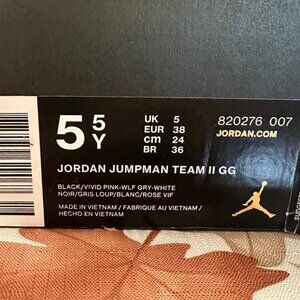 5 5
Y
UK 5
EUR 38
CM 24
BR 36
820276 007
JORDAN.COM
JORDAN JUMPMAN TEAM II GG
BLACK/VIVID PINK-WLF GRY-WHITE
NOIR/GRIS LOUP/BLANC/ROSE VIF
MADE IN VIETNAM / FABRIQUE AU VIETNAM /
HECHO EN VIETNAM